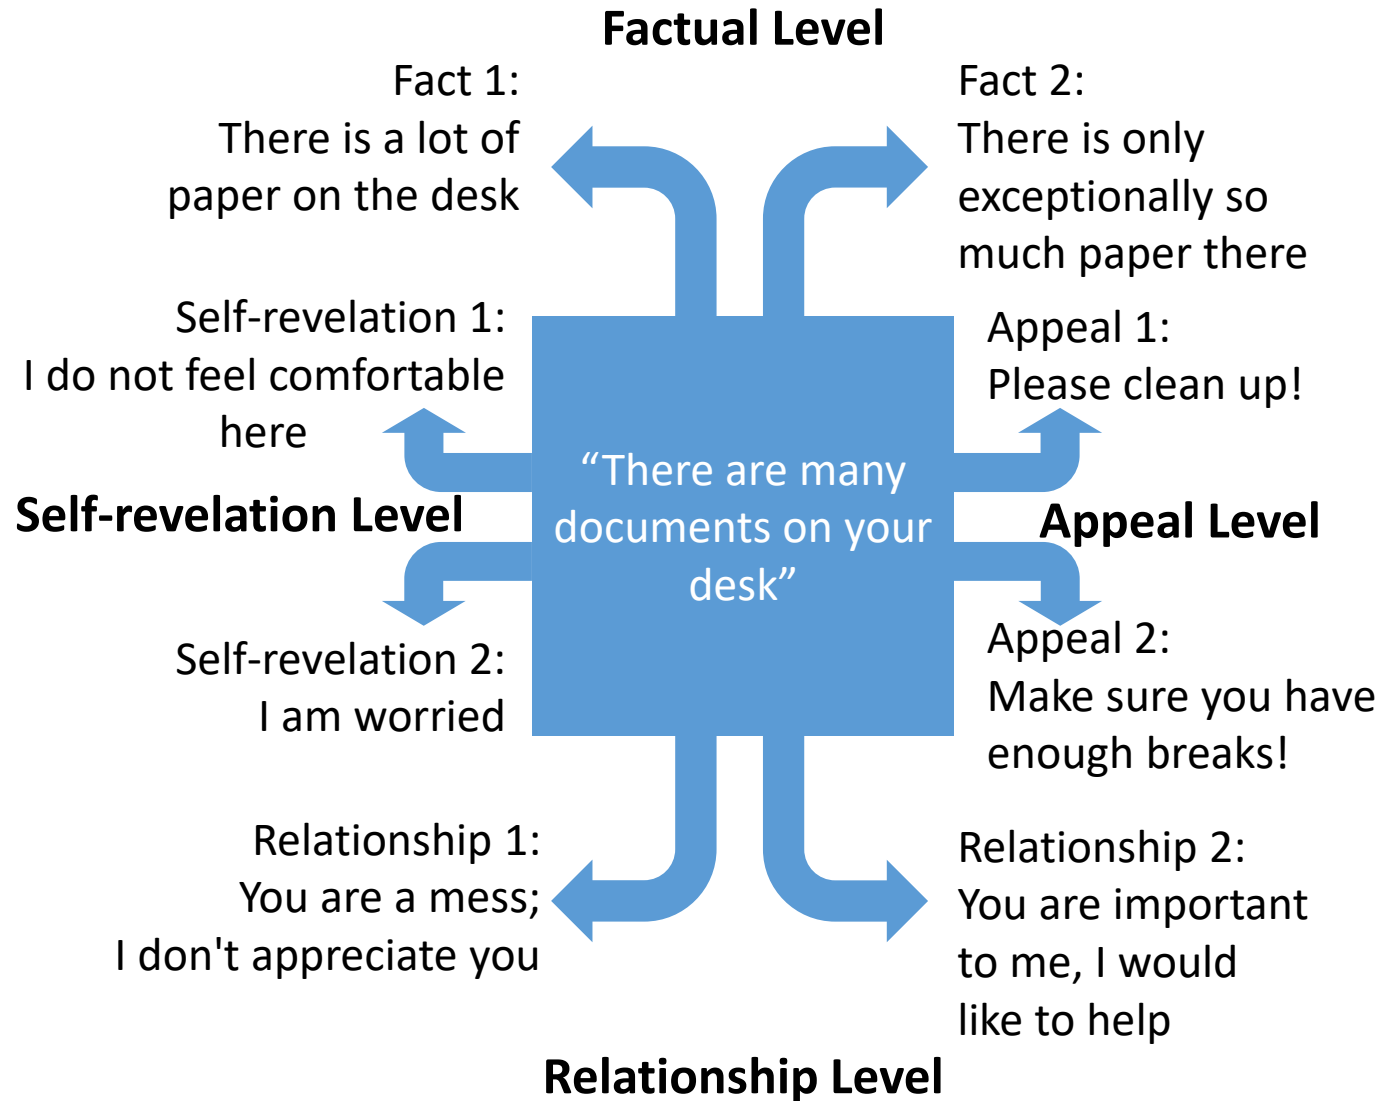 Factual Level
Fact 1:
There is a lot of
paper on the desk
Fact 2:
There is only
exceptionally so
much paper there
Self-revelation 1:
I do not feel comfortable
here
Appeal 1:
Please clean up!
Self-revelation Level
“There are many
documents on your
desk”
Appeal Level
Self-revelation 2:
I am worried
Appeal 2:
Make sure you have
enough breaks!
Relationship 1:
You are a mess;
I don't appreciate you
Relationship 2:
You are important
to me, I would
like to help
Relationship Level